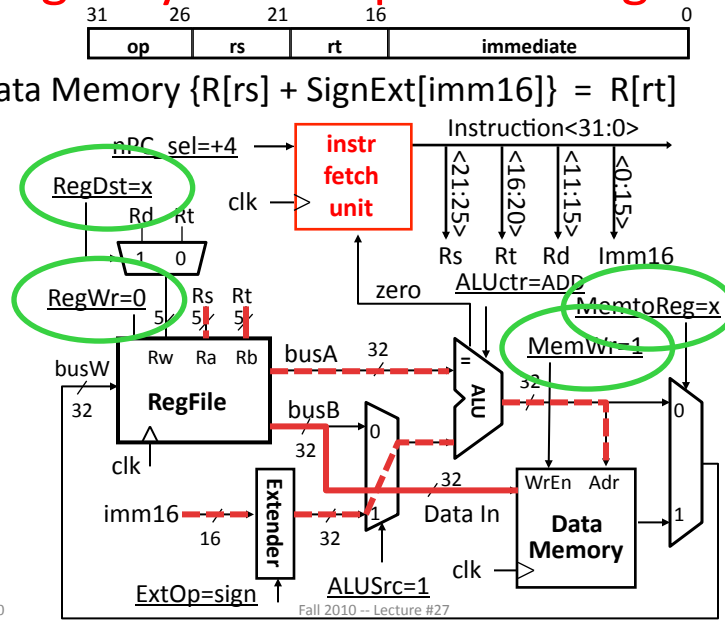 31 26 21 16 0
op rs rt immediate
ata Memory {R[rs] + SignExt[imm16]} = R[rt]
nPC_sel=+4
instr
fetch
unit
Instruction<31:0>
clk
<21:25>
<16:20>
<11:15>
<0:15>
Rs Rt Rd Imm16
RegDst=x
Rd Rt
1 0
RegWr=0
Rs Rt
5 5 5
zero
ALUctr=ADD
MemtoReg=x
MemWr=1
Rw Ra Rb
RegFile
busW
32
busA
32
busB
32
clk
=
ALU
32
0
1
imm16
16
Extender
32
ExtOp=sign
ALUSrc=1
32
Data In
WrEn Adr
Data
Memory
clk
0
1
0
Fall 2010 -- Lecture #27